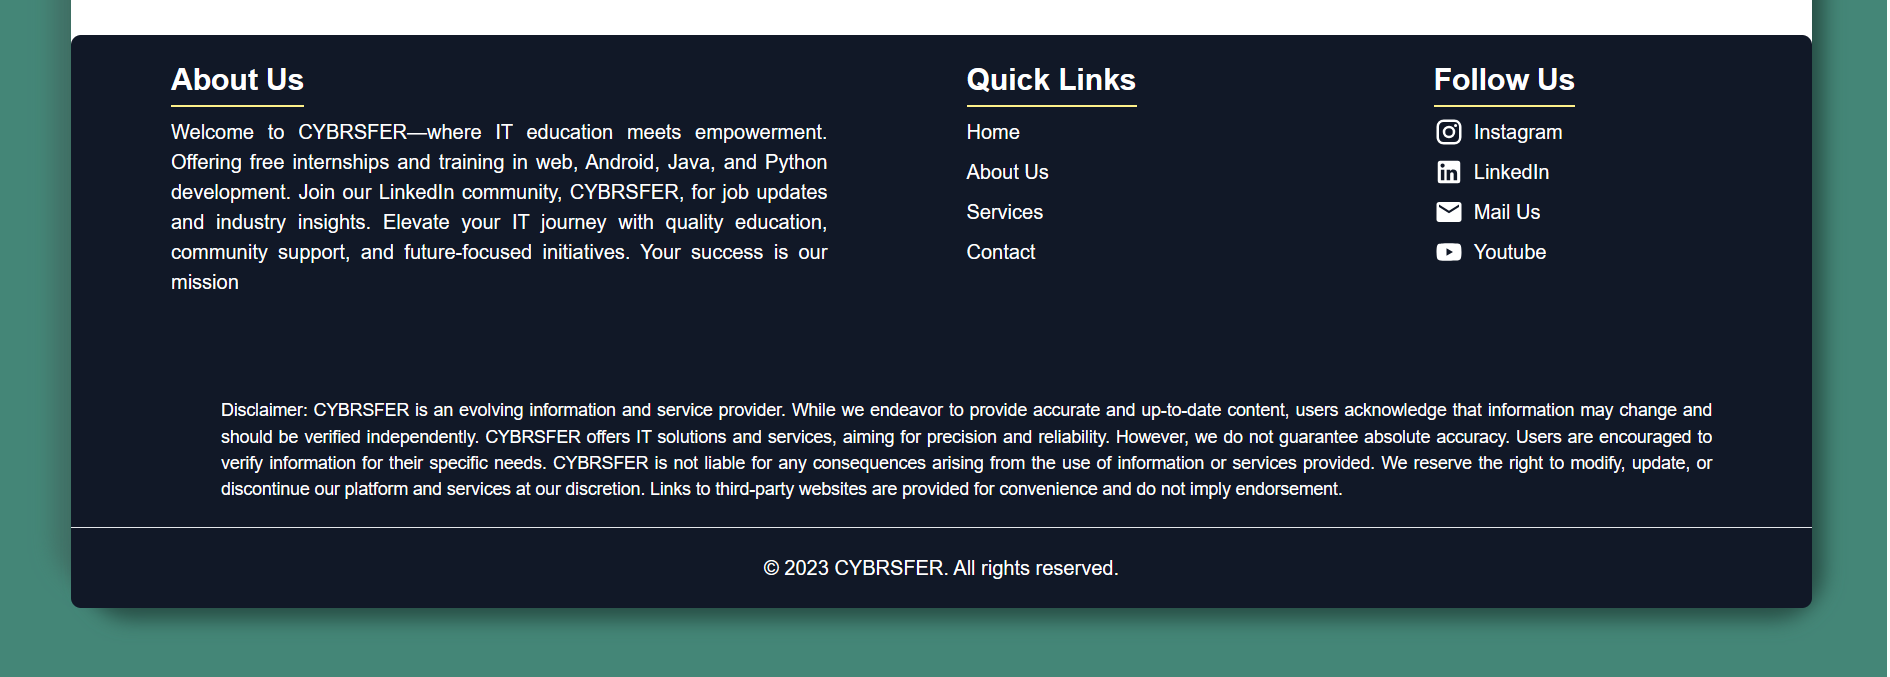 About Us
Welcome to CYBRSFER—where IT education meets empowerment.
Offering free internships and training in web, Android, Java, and Python
development. Join our LinkedIn community, CYBRSFER, for job updates
and industry insights. Elevate your IT journey with quality education,
community support, and future-focused initiatives. Your success is our
mission
Quick Links
Home
About Us
Services
Contact
Follow Us
Instagram
LinkedIn
Mail Us
Youtube
Disclaimer: CYBRSFER is an evolving information and service provider. While we endeavor to provide accurate and up-to-date content, users acknowledge that information may change and
should be verified independently. CYBRSFER offers IT solutions and services, aiming for precision and reliability. However, we do not guarantee absolute accuracy. Users are encouraged to
verify information for their specific needs. CYBRSFER is not liable for any consequences arising from the use of information or services provided. We reserve the right to modify, update, or
discontinue our platform and services at our discretion. Links to third-party websites are provided for convenience and do not imply endorsement.
© 2023 CYBRSFER. All rights reserved.